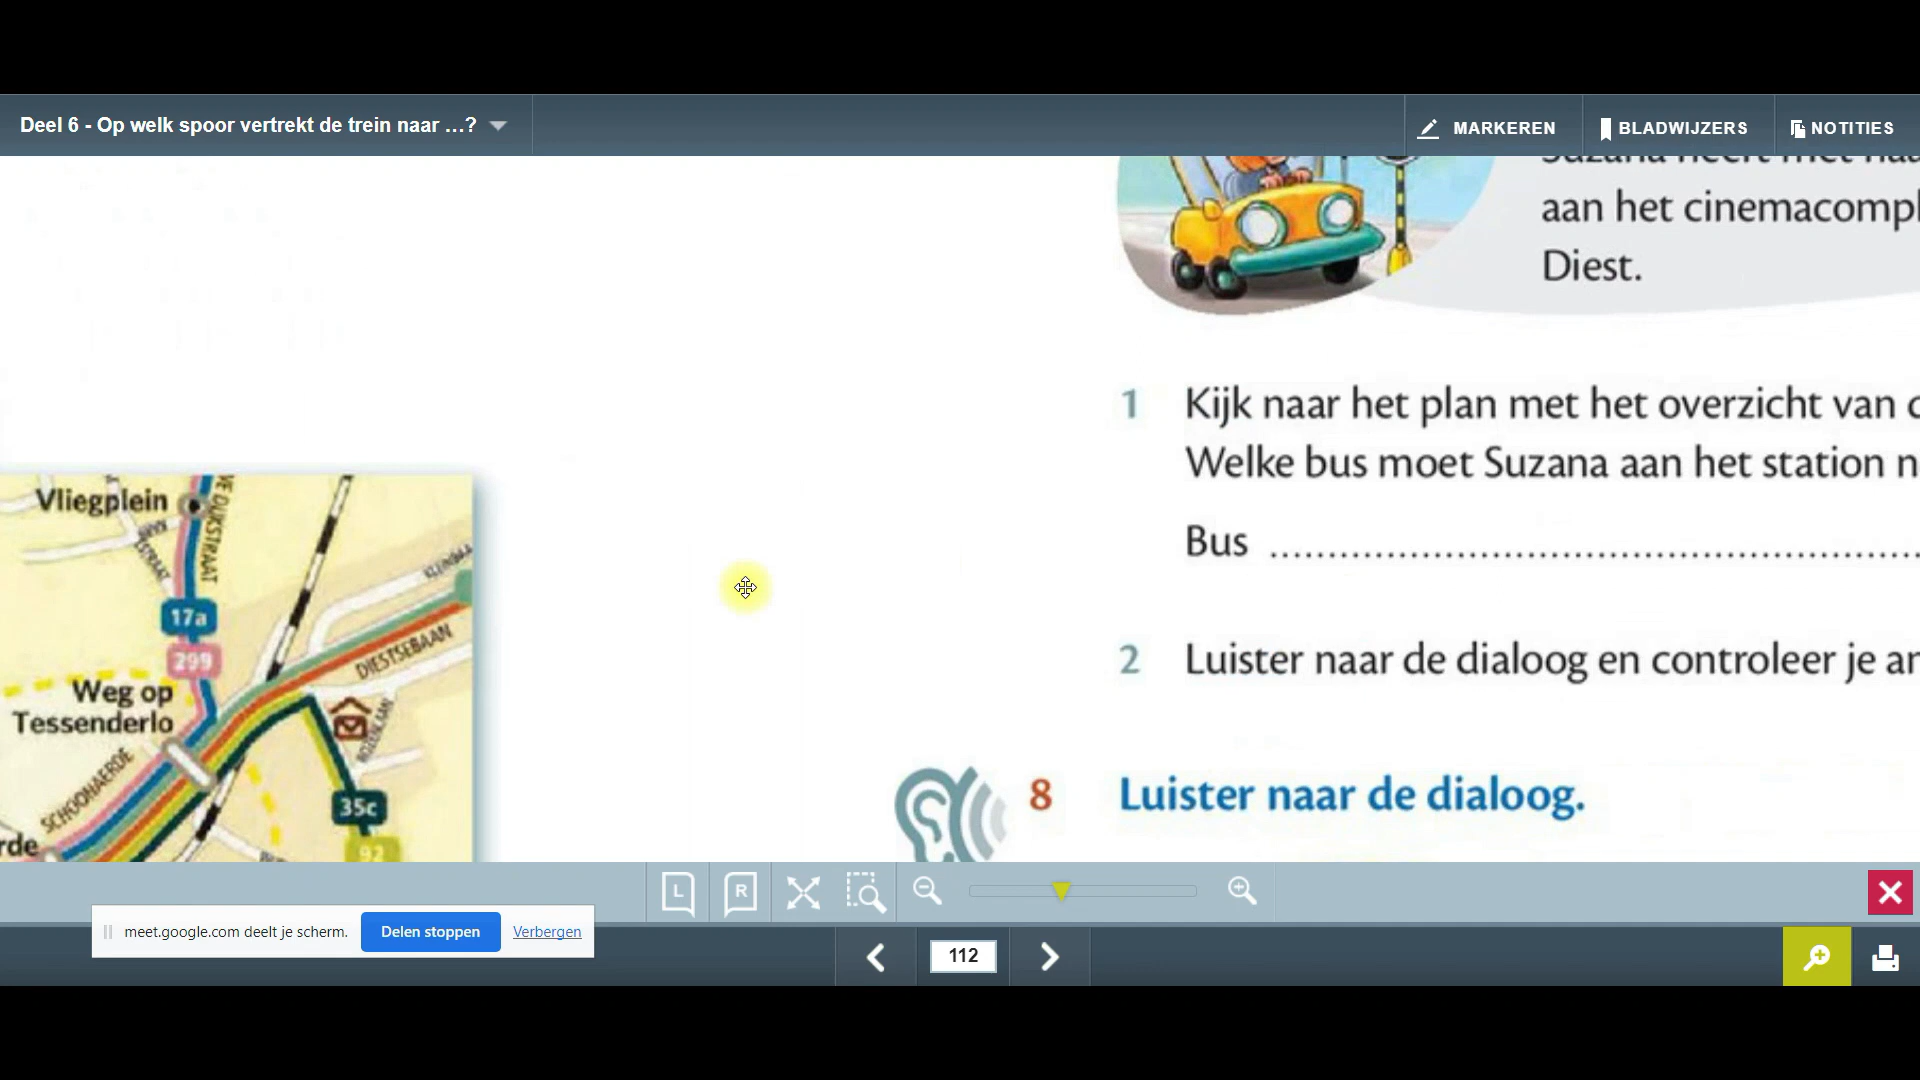 Deel 6 - Op welk spoor vertrekt de trein naar ...?
MARKEREN
BLADWIJZERS
NOTITIES
aan het cinemacompl
Diest.
1 Kijk naar het plan met het overzicht van
Welke bus moet Suzana aan het station n
Bus ................................................
2 Luister naar de dialoog en controleer je an
8 Luister naar de dialoog.
Vliegplein
17a
299
Weg op
Tessenderlo
DIESTSEBAAN
SCHOONAERDE
35c
rde
92
L
R
meet.google.com deelt je scherm.
Delen stoppen
Verbergen
112